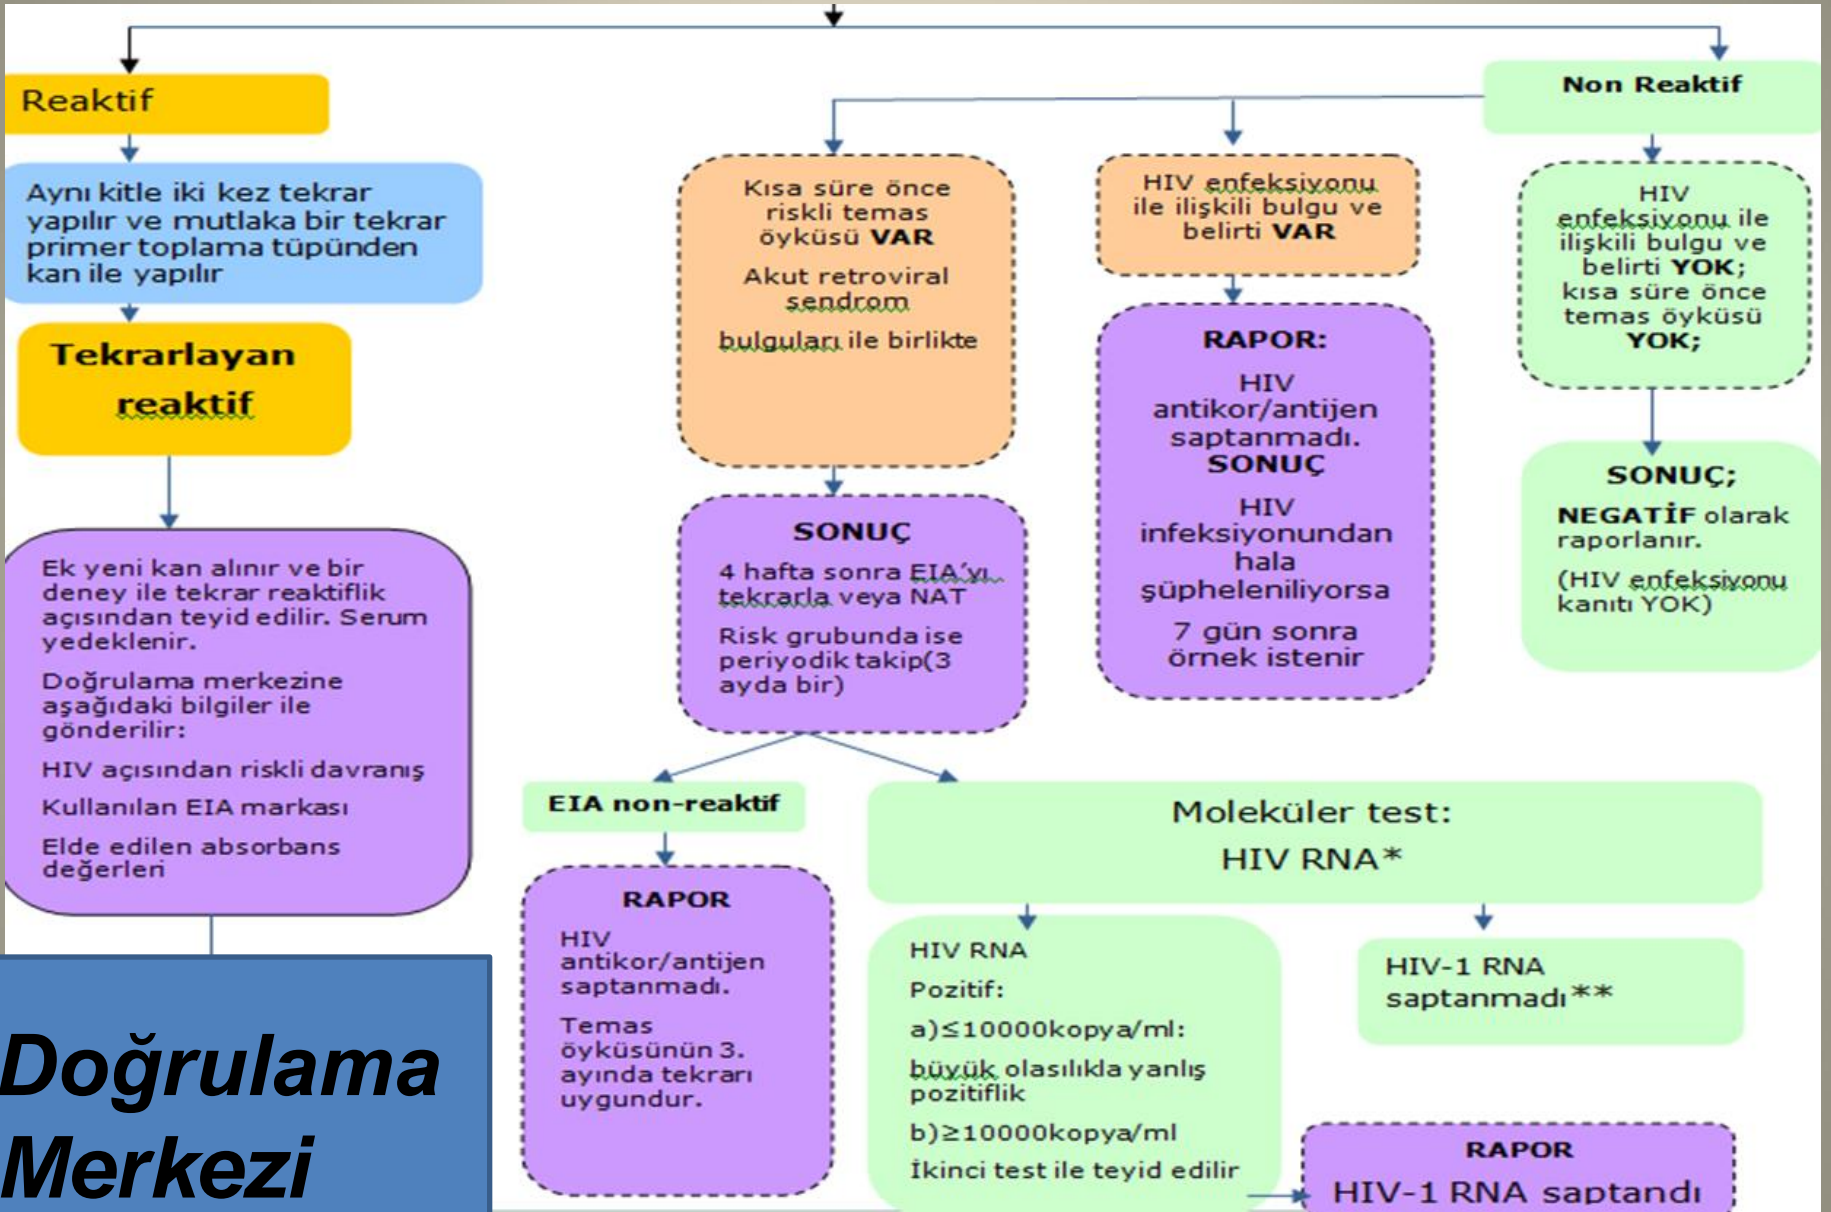 Reaktif
Aynı kitle iki kez tekrar
yapılır ve mutlaka bir tekrar
primer toplama tüpünden
kan ile yapılır
Tekrarlayan
reaktif
Ek yeni kan alınır ve bir
deney ile tekrar reaktiflik
açısından teyid edilir. Serum
yedeklenir.
Doğrulama merkezine
aşağıdaki bilgiler ile
gönderilir:
HIV açısından riskli davranış
Kullanılan EIA markası
Elde edilen absorbans
değerleri
Doğrulama
Merkezi
Non Reaktif
Kısa süre önce
riskli temas
öyküsü VAR
Akut retroviral
sendrom
bulguları ile birlikte
SONUÇ
4 hafta sonra EIA'yı
tekrarla veya NAT
Risk grubunda ise
periyodik takip(3
ayda bir)
HIV enfeksiyonu
ile ilişkili bulgu ve
belirti VAR
RAPOR:
HIV
antikor/antijen
saptanmadı.
SONUÇ
HIV
infeksiyonundan
hala
şüpheleniliyorsa
7 gün sonra
örnek istenir
HIV
enfeksiyonu ile
ilişkili bulgu ve
belirti YOK;
kısa süre önce
temas öyküsü
YOK;
SONUÇ;
NEGATİF olarak
raporlanır.
(HIV enfeksiyonu
kanıtı YOK)
EIA non-reaktif
RAPOR
HIV
antikor/antijen
saptanmadı.
Temas
öyküsünün 3.
ayında tekrarı
uygundur.
Moleküler test:
HIV RNA*
HIV RNA
Pozitif:
a)≤10000kopya/ml:
büyük olasılıkla yanlış
pozitiflik
b)≥10000kopya/ml
İkinci test ile teyid edilir
HIV-1 RNA
saptanmadı**
RAPOR
HIV-1 RNA saptandı